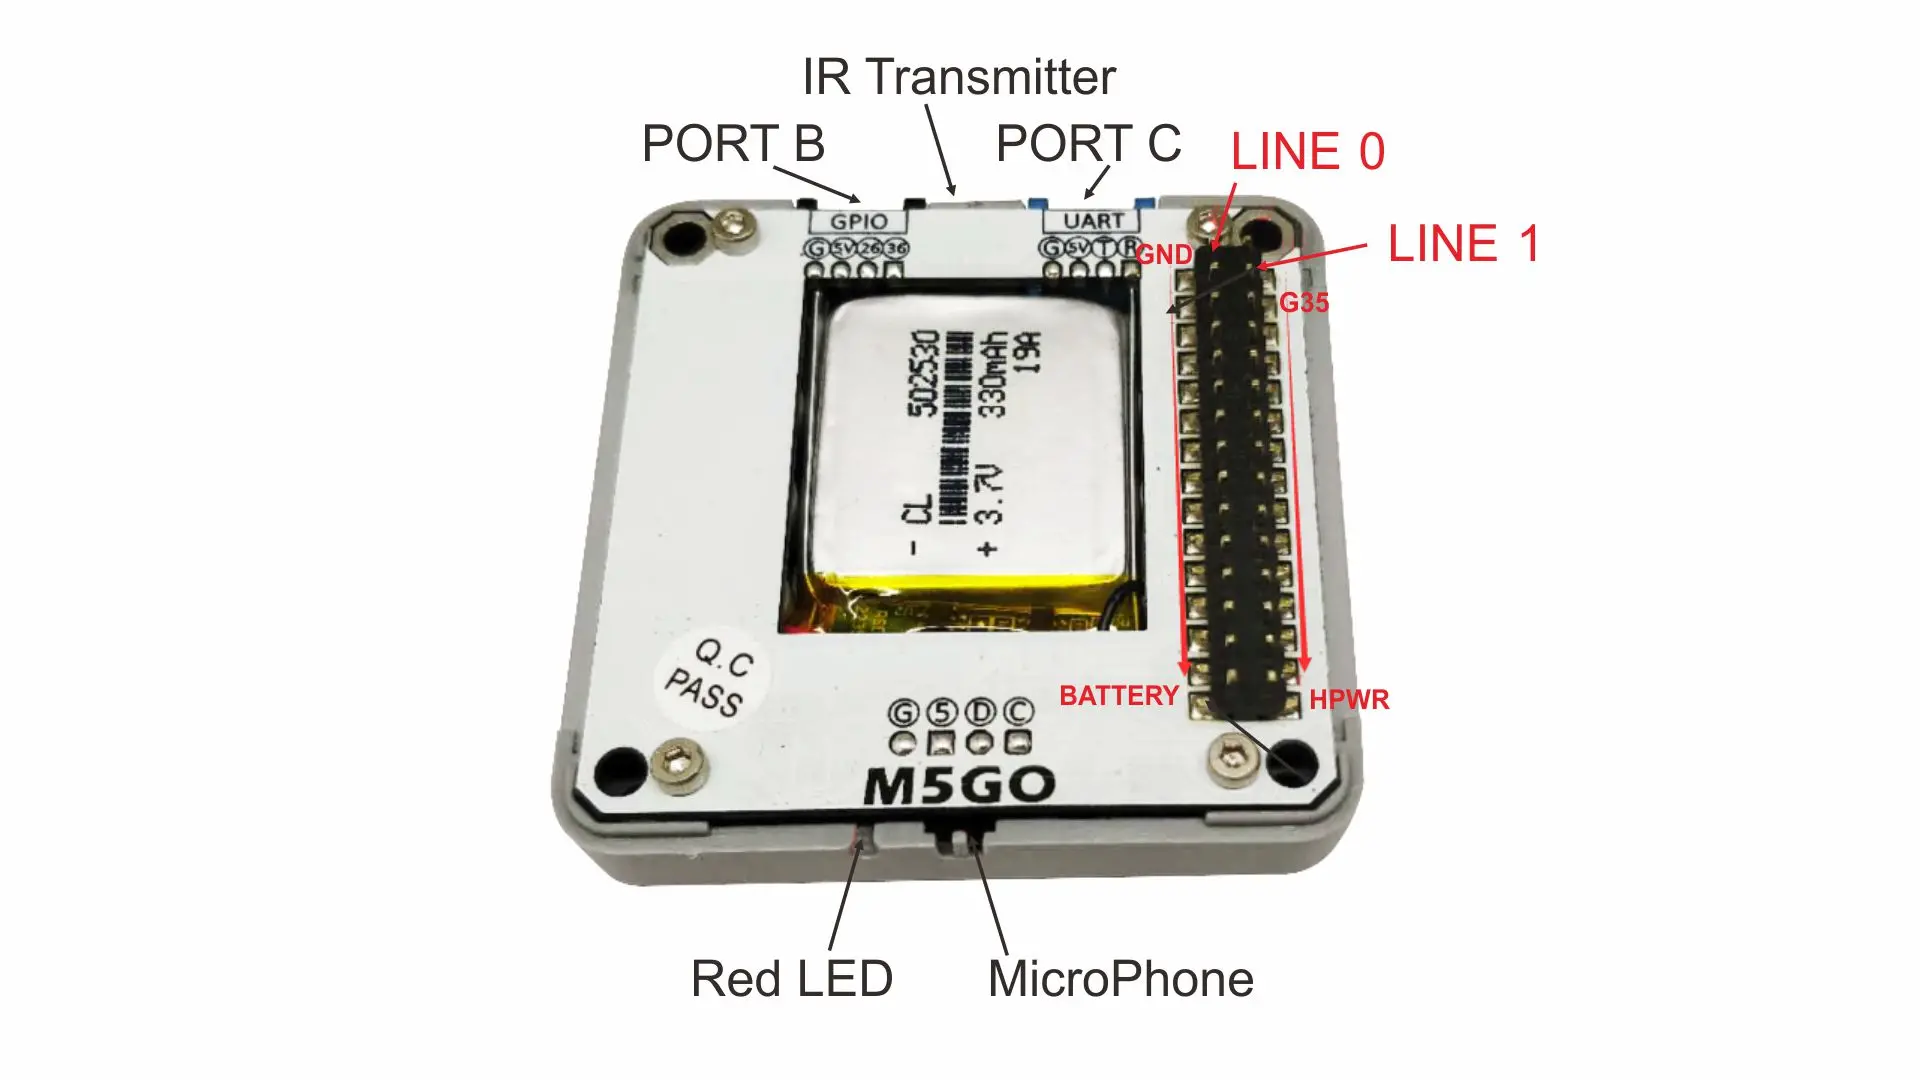 IR Transmitter
PORT B
PORT C
LINE 0
LINE 1
GPIO
UART
G 5V 26 36
G 5V T R
GND
G35
502530
330mAh
19A
- CL
+ 3.7V
Q.C
PASS
BATTERY
HPWR
G 5 D C
M5GO
Red LED
MicroPhone